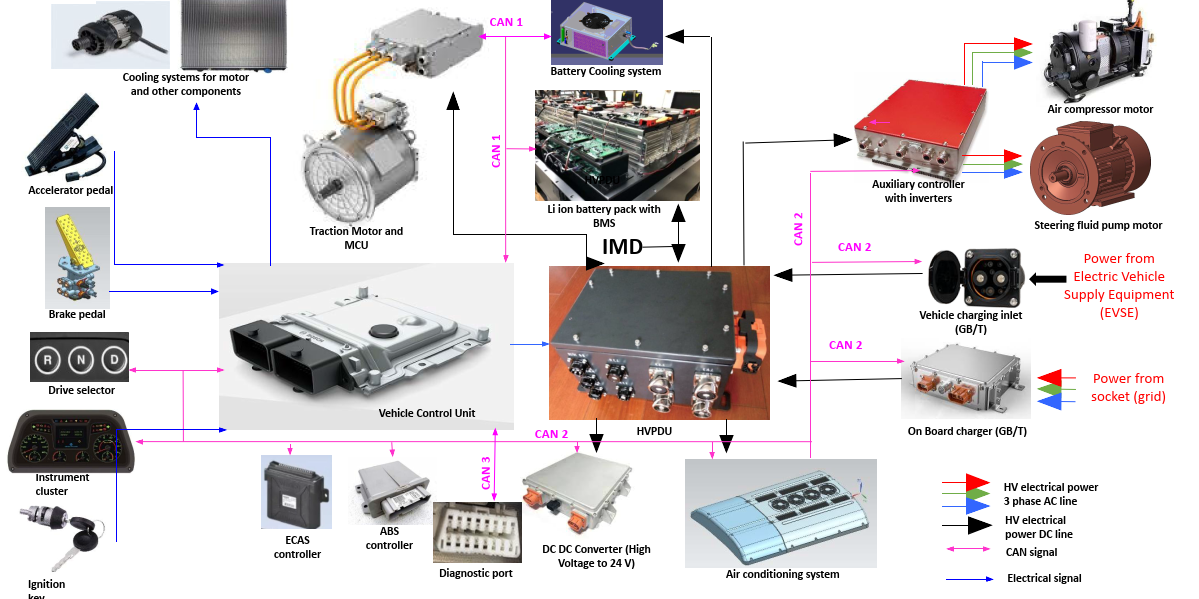 CAN 1
Battery Cooling system
Cooling systems for motor
and other components
Air compressor motor
CAN 1
HVPDU
Accelerator pedal
Auxiliary controller
with inverters
Li ion battery pack with
BMS
Traction Motor and
MCU
IMD
CAN 2
Steering fluid pump motor
CAN 2
Power from
Electric Vehicle
Supply Equipment
(EVSE)
Brake pedal
Vehicle charging inlet
(GB/T)
R N D
CAN 2
Drive selector
BOSCH
Power from
socket (grid)
Vehicle Control Unit
HVPDU
On Board charger (GB/T)
CAN 2
Instrument
cluster
CAN 3
HV electrical power
3 phase AC line
HV electrical
power DC line
ECAS
controller
ABS
controller
DC DC Converter (High
Voltage to 24 V)
CAN signal
Diagnostic port
Air conditioning system
Electrical signal
Ignition
key